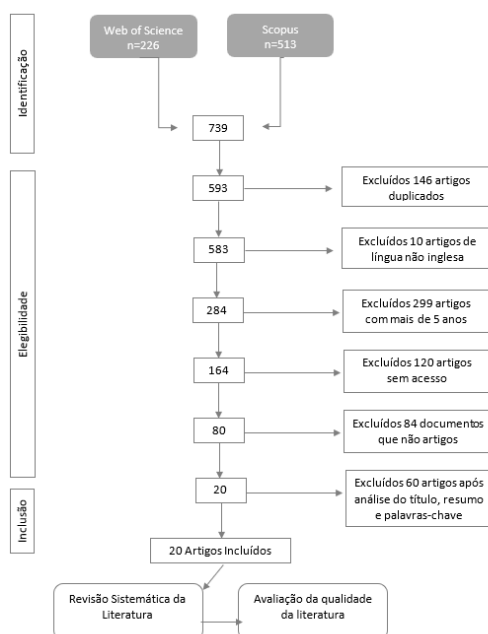 Identificação
Web of Science
n=226
Scopus
n=513
739
Elegibilidade
593
Excluídos 146 artigos
duplicados
583
Excluídos 10 artigos de
língua não inglesa
284
Excluídos 299 artigos
com mais de 5 anos
164
Excluídos 120 artigos
sem acesso
80
Excluídos 84 documentos
que não artigos
Inclusão
20
Excluídos 60 artigos após
análise do título, resumo
e palavras-chave
20 Artigos Incluídos
Revisão Sistemática da
Literatura
Avaliação da qualidade
da literatura